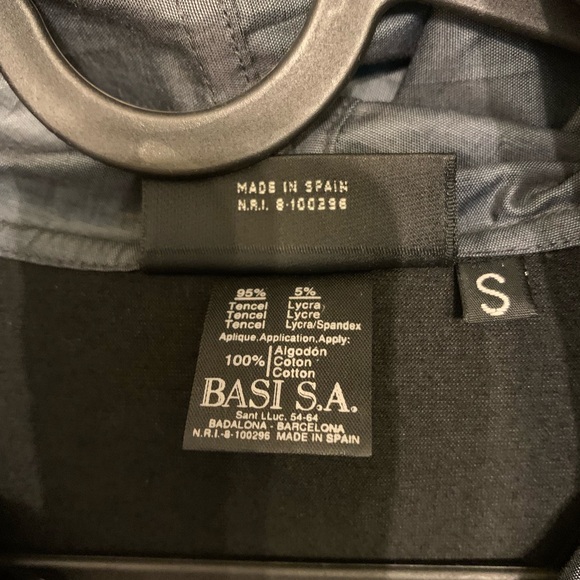 MADE IN SPAIN
N.R.I. 8-100296
S
95% 5%
Tencel Lycra
Tencel Lycre
Tencel Lycra/Spandex
Aplique,Application,Apply:
100% Algodón
Coton
Cotton
BASI S.A.
Sant LLuc. 54-64
BADALONA - BARCELONA
N.R.I.-8-100296 MADE IN SPAIN